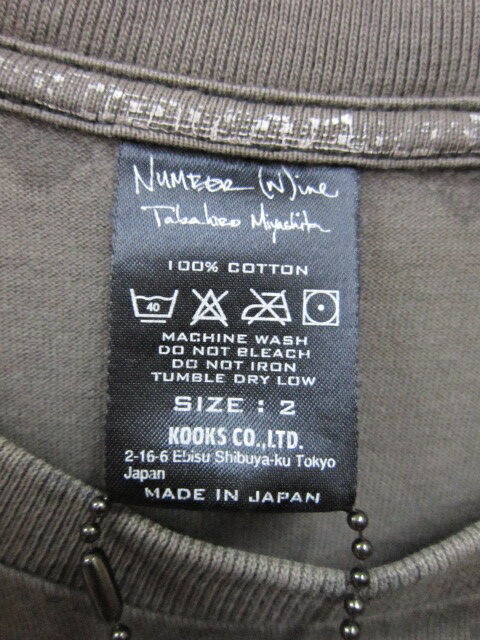 NUMBER (N)ine
Takahiro Miyashita
100% COTTON
40
MACHINE WASH
DO NOT BLEACH
DO NOT IRON
TUMBLE DRY LOW
SIZE : 2
KOOKS CO.,LTD.
2-16-6 Ebisu Shibuya-ku Tokyo
Japan
MADE IN JAPAN